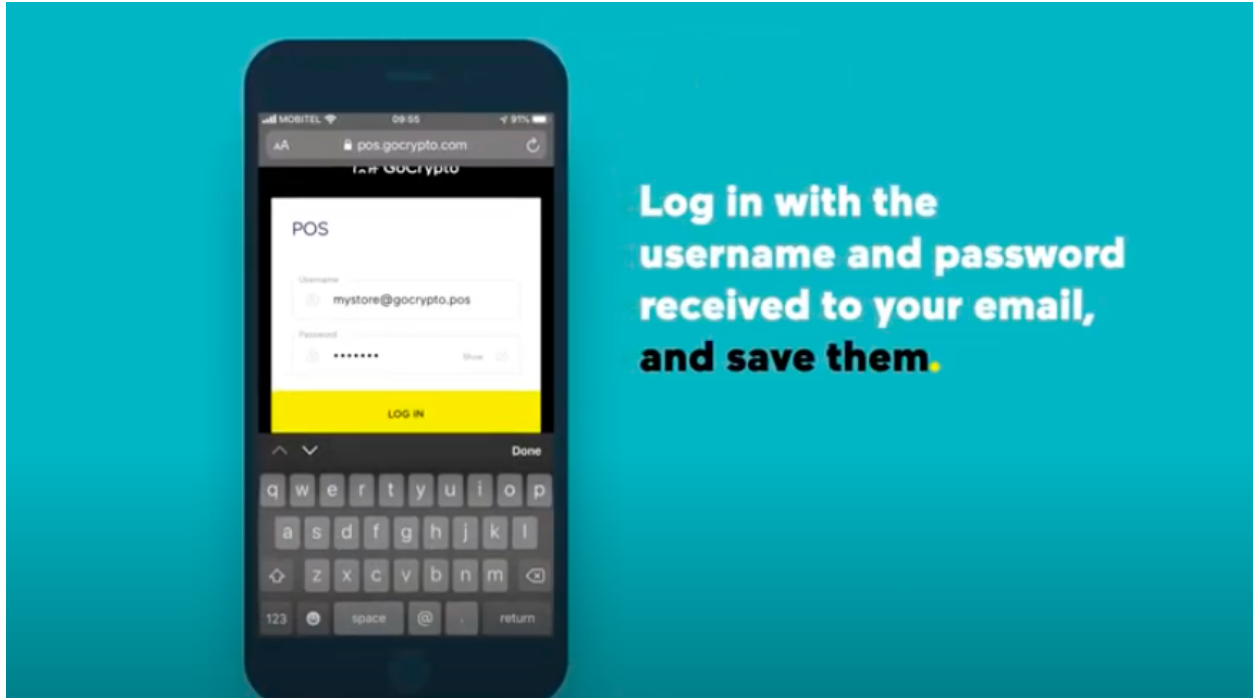 MOBITEL 09:55 91%
AA pos.gocrypto.com
GoCrypto
POS
Username
mystore@gocrypto.pos
Password
••••••• Show
LOG IN
Done
q w e r t y u i o p
a s d f g h j k l
z x c v b n m
123 space @ . return
Log in with the
username and password
received to your email,
and save them.